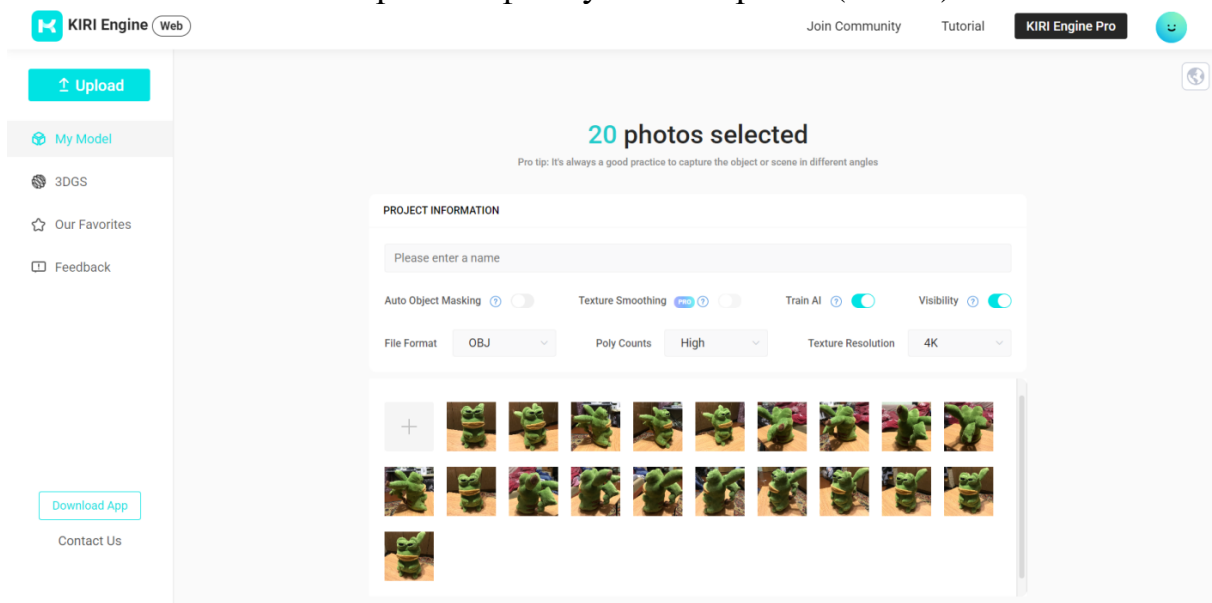 KIRI Engine Web
Join Community
Tutorial
KIRI Engine Pro
Upload
My Model
3DGS
Our Favorites
Feedback
Download App
Contact Us
20 photos selected
Pro tip: It's always a good practice to capture the object or scene in different angles
PROJECT INFORMATION
Please enter a name
Auto Object Masking ?
Texture Smoothing PRO ?
Train AI ?
Visibility ?
File Format OBJ
Poly Counts High
Texture Resolution 4K